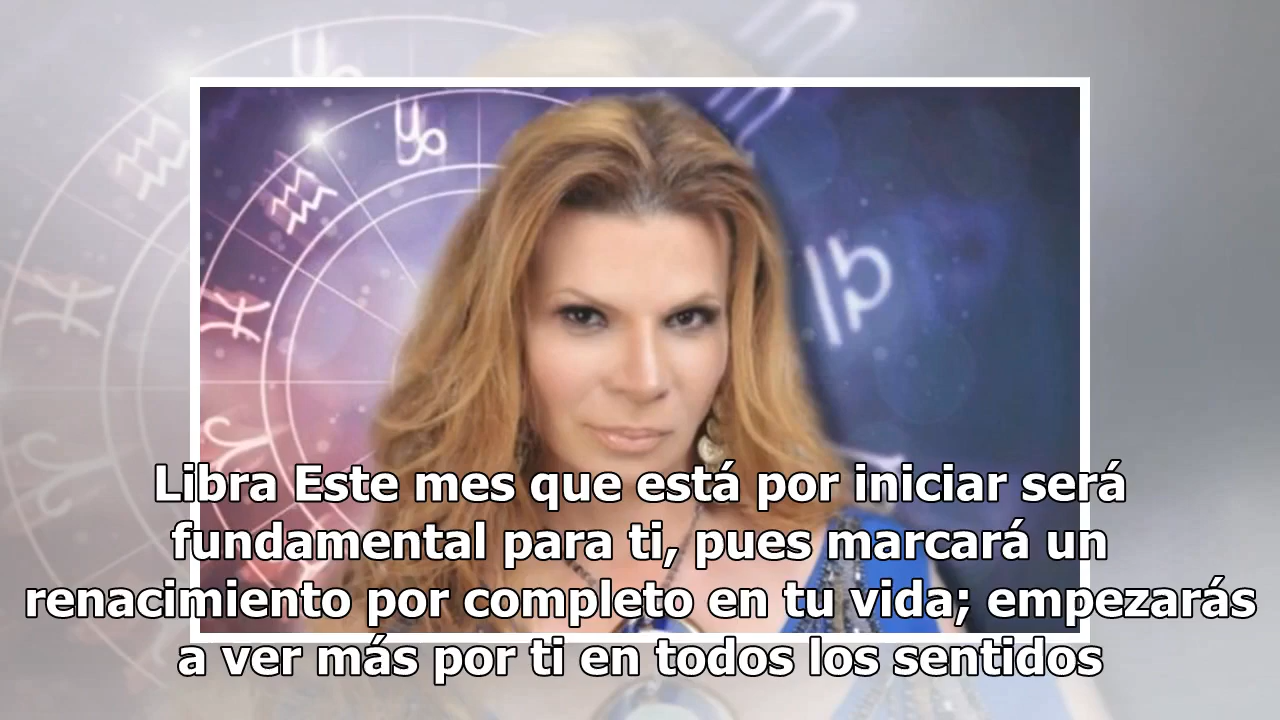 Libra Este mes que está por iniciar será
fundamental para ti, pues marcará un
renacimiento por completo en tu vida; empezarás
a ver más por ti en todos los sentidos